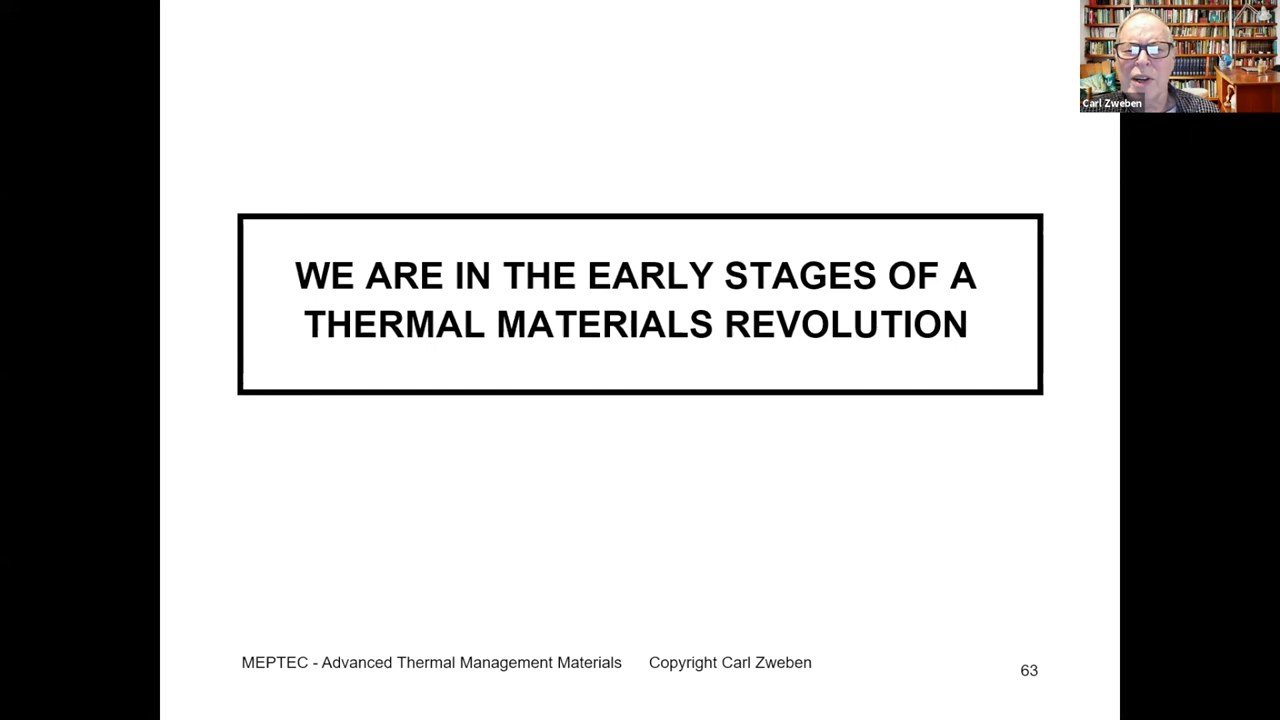 Carl Zweben
WE ARE IN THE EARLY STAGES OF A
THERMAL MATERIALS REVOLUTION
MEPTEC - Advanced Thermal Management Materials Copyright Carl Zweben
63